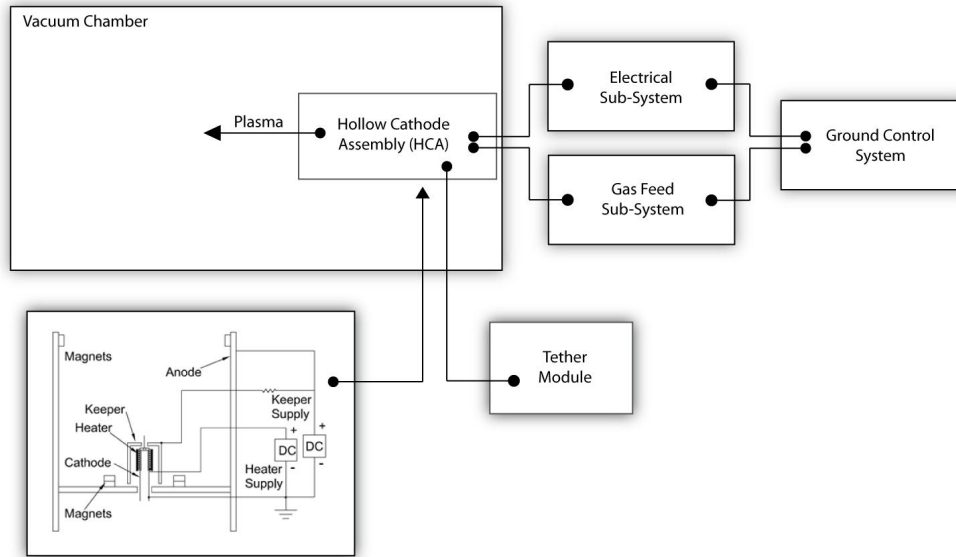 Vacuum Chamber
Plasma
Hollow Cathode
Assembly (HCA)
Electrical
Sub-System
Gas Feed
Sub-System
Ground Control
System
Magnets
Anode
Keeper
Heater
Cathode
Magnets
Keeper
Supply
+
+
DC
DC
-
-
Heater
Supply
Tether
Module